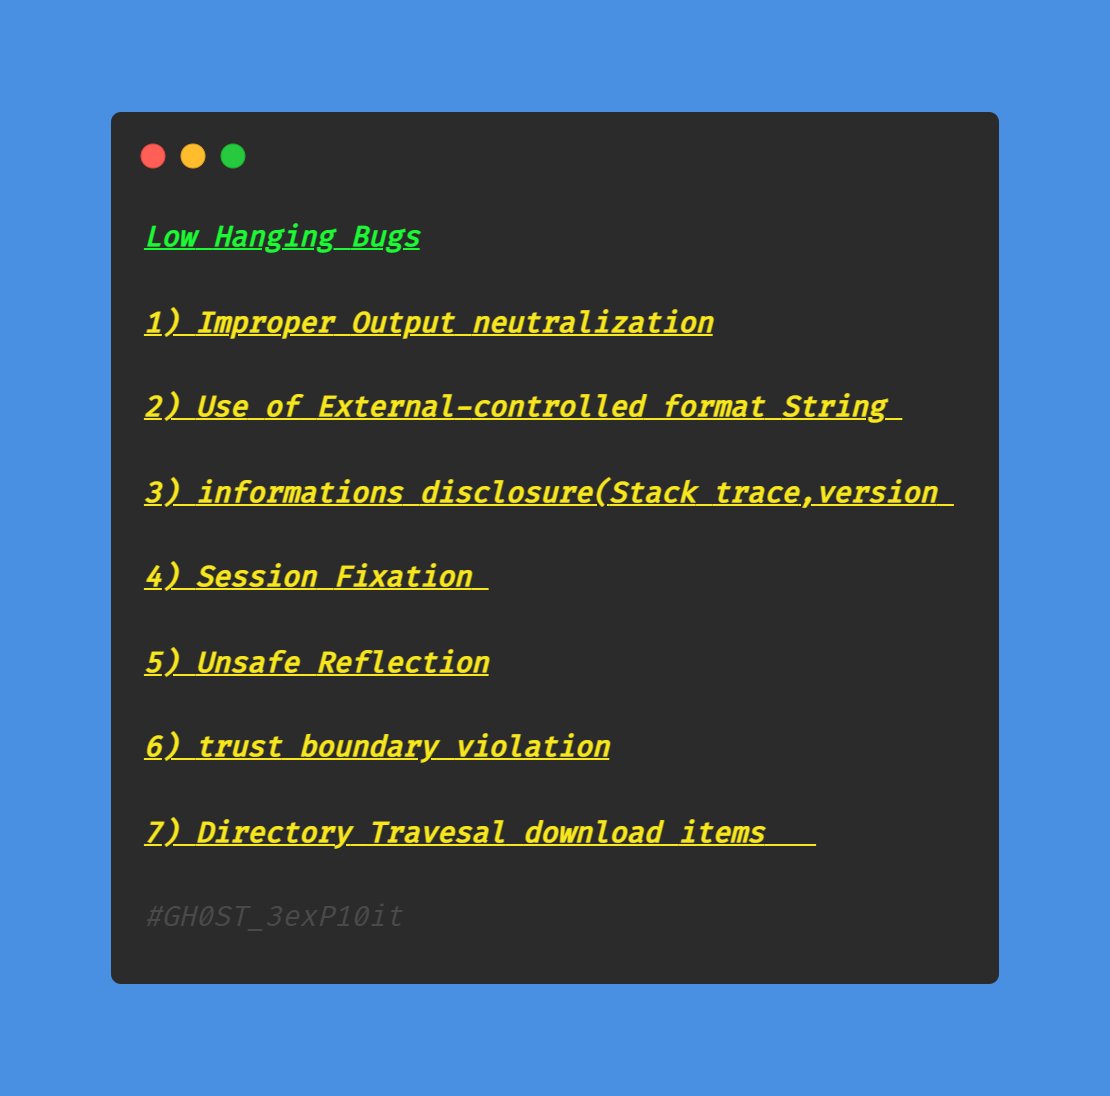 Low Hanging Bugs
1) Improper Output neutralization
2) Use of External-controlled format String
3) informations disclosure(Stack trace,version
4) Session Fixation
5) Unsafe Reflection
6) trust boundary violation
7) Directory Travesal download items
#GH0ST_3exP10it